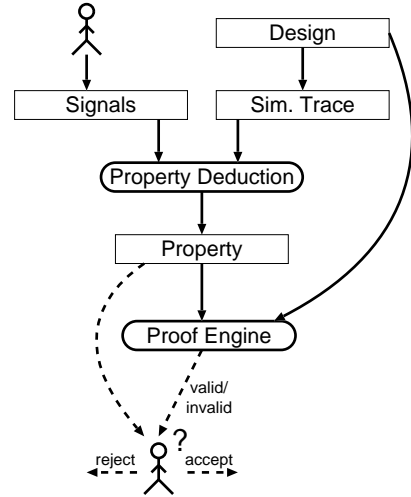 Design
Signals
Sim. Trace
Property Deduction
Property
Proof Engine
valid/
invalid
?
reject
accept